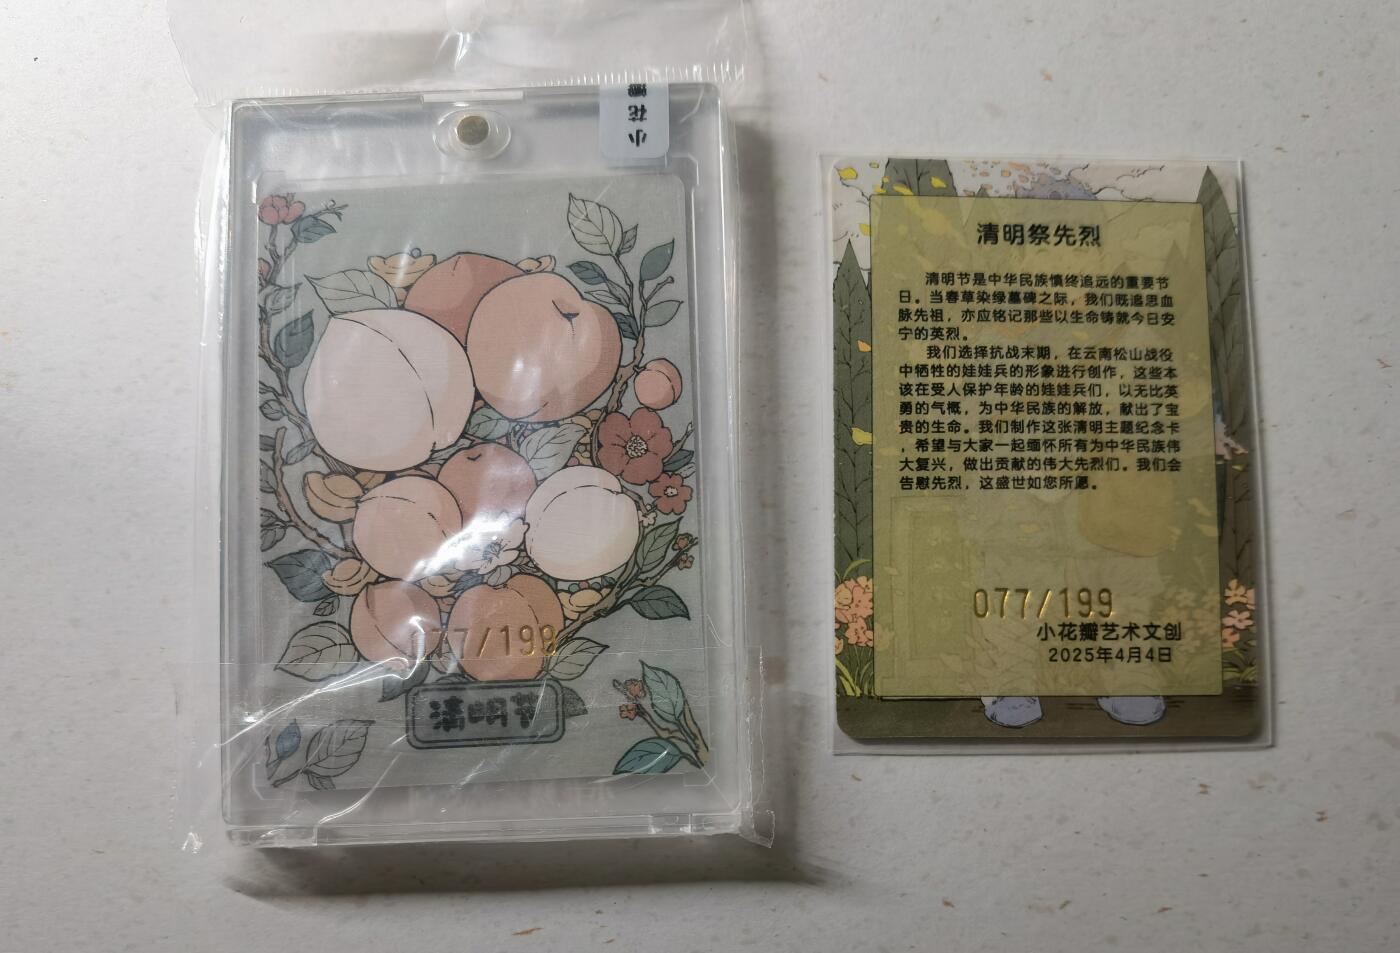 小花瓣
077/199
清明节
清明祭先烈
清明节是中华民族慎终追远的重要节
日。当春草染绿墓碑之际，我们既追思血
脉先祖，亦应铭记那些以生命铸就今日安
宁的英烈。
我们选择抗战末期，在云南松山战役
中牺牲的娃娃兵的形象进行创作，这些本
该在受人保护年龄的娃娃兵们，以无比英
勇的气概，为中华民族的解放，献出了宝
贵的生命。我们制作这张清明主题纪念卡
，希望与大家一起缅怀所有为中华民族伟
大复兴，做出贡献的伟大先烈们。我们会
告慰先烈，这盛世如您所愿。
077/199
小花瓣艺术文创
2025年4月4日